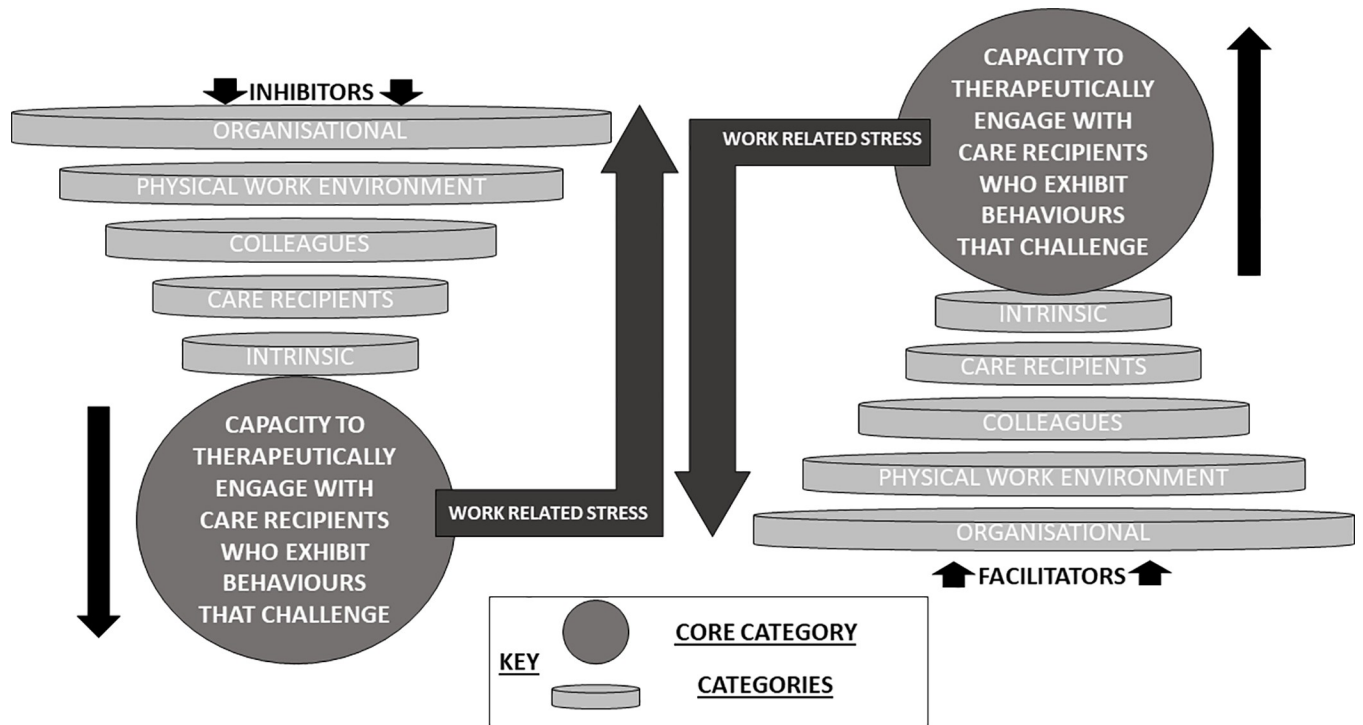 INHIBITORS
ORGANISATIONAL
PHYSICAL WORK ENVIRONMENT
COLLEAGUES
CARE RECIPIENTS
INTRINSIC
CAPACITY TO
THERAPEUTICALLY
ENGAGE WITH
CARE RECIPIENTS
WHO EXHIBIT
BEHAVIOURS
THAT CHALLENGE
WORK RELATED STRESS
WORK RELATED STRESS
CAPACITY TO
THERAPEUTICALLY
ENGAGE WITH
CARE RECIPIENTS
WHO EXHIBIT
BEHAVIOURS
THAT CHALLENGE
INTRINSIC
CARE RECIPIENTS
COLLEAGUES
PHYSICAL WORK ENVIRONMENT
ORGANISATIONAL
FACILITATORS
KEY
CORE CATEGORY
CATEGORIES